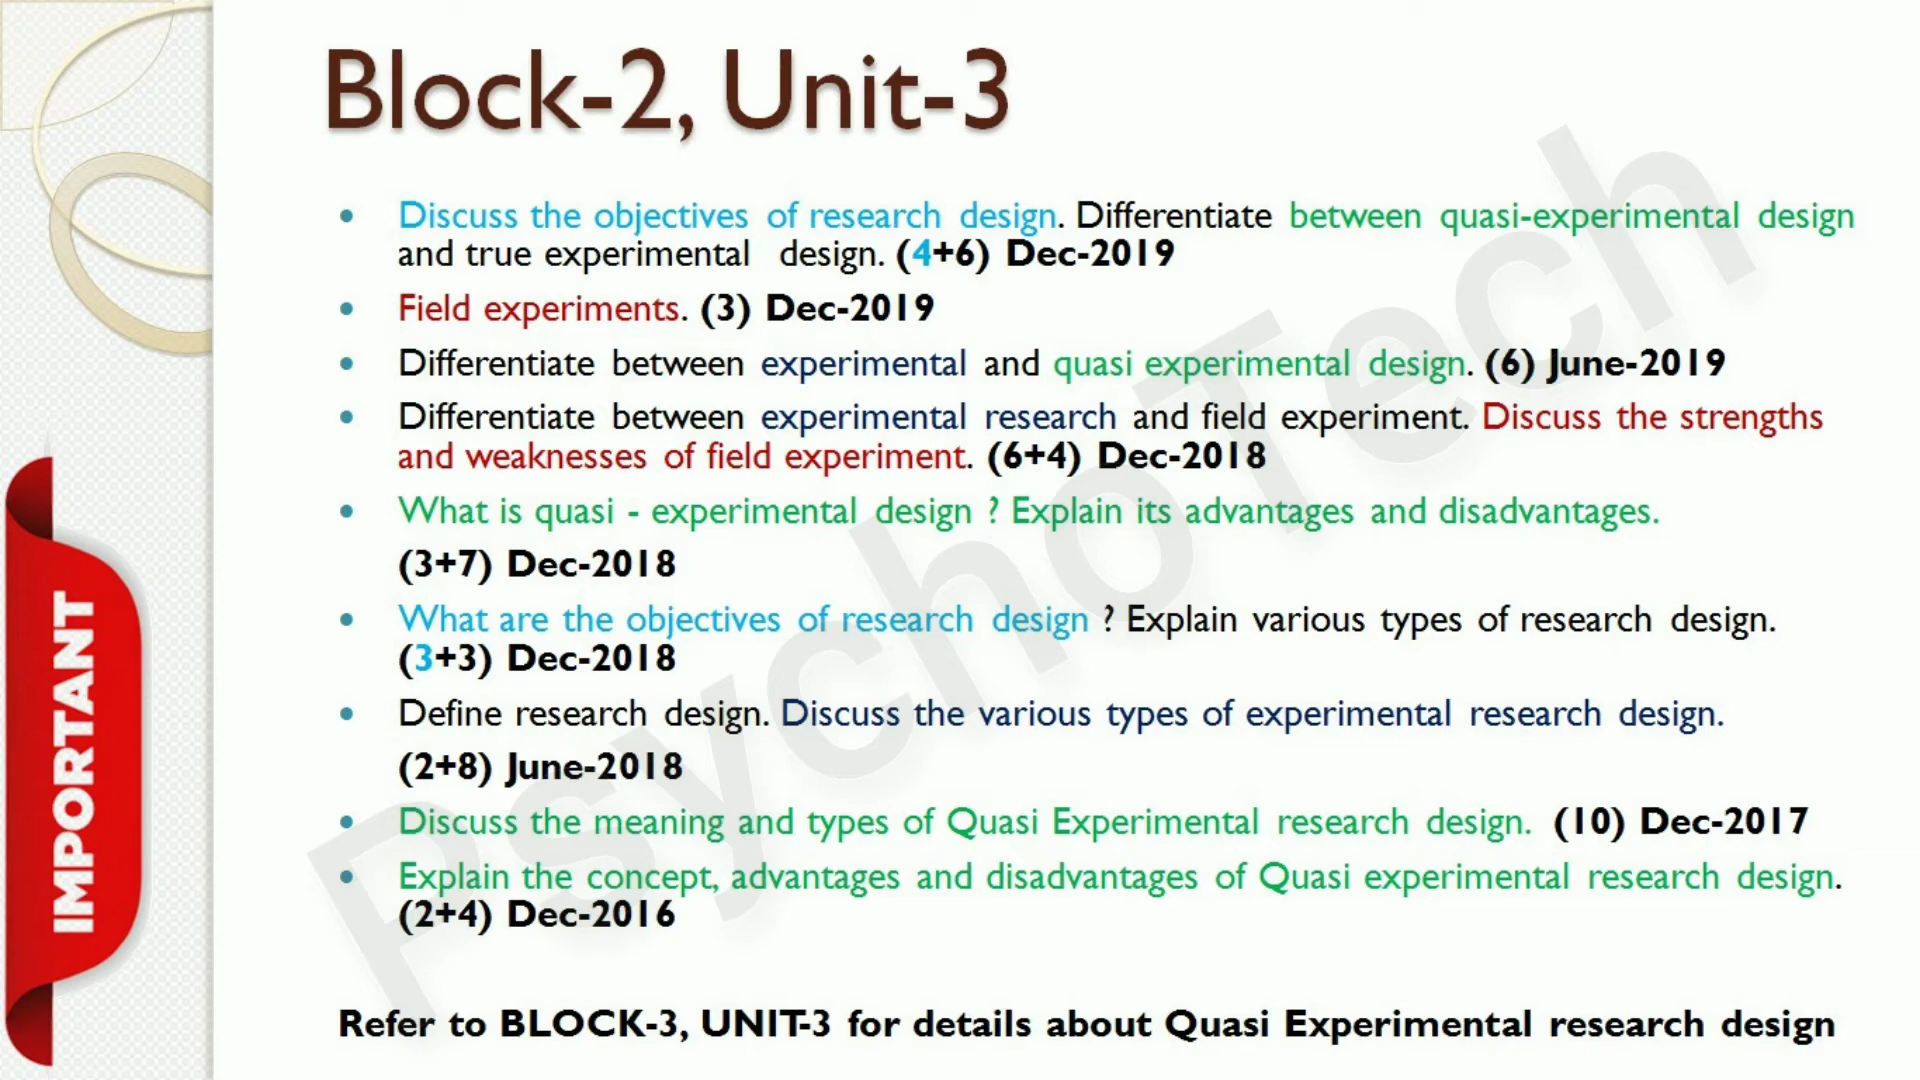 Block-2, Unit-3
• Discuss the objectives of research design. Differentiate between quasi-experimental design
and true experimental design. (4+6) Dec-2019
• Field experiments. (3) Dec-2019
• Differentiate between experimental and quasi experimental design. (6) June-2019
• Differentiate between experimental research and field experiment. Discuss the strengths
and weaknesses of field experiment. (6+4) Dec-2018
• What is quasi - experimental design ? Explain its advantages and disadvantages.
(3+7) Dec-2018
• What are the objectives of research design ? Explain various types of research design.
(3+3) Dec-2018
• Define research design. Discuss the various types of experimental research design.
(2+8) June-2018
• Discuss the meaning and types of Quasi Experimental research design. (10) Dec-2017
• Explain the concept, advantages and disadvantages of Quasi experimental research design.
(2+4) Dec-2016
Refer to BLOCK-3, UNIT-3 for details about Quasi Experimental research design
IMPORTANT
PsychoTech